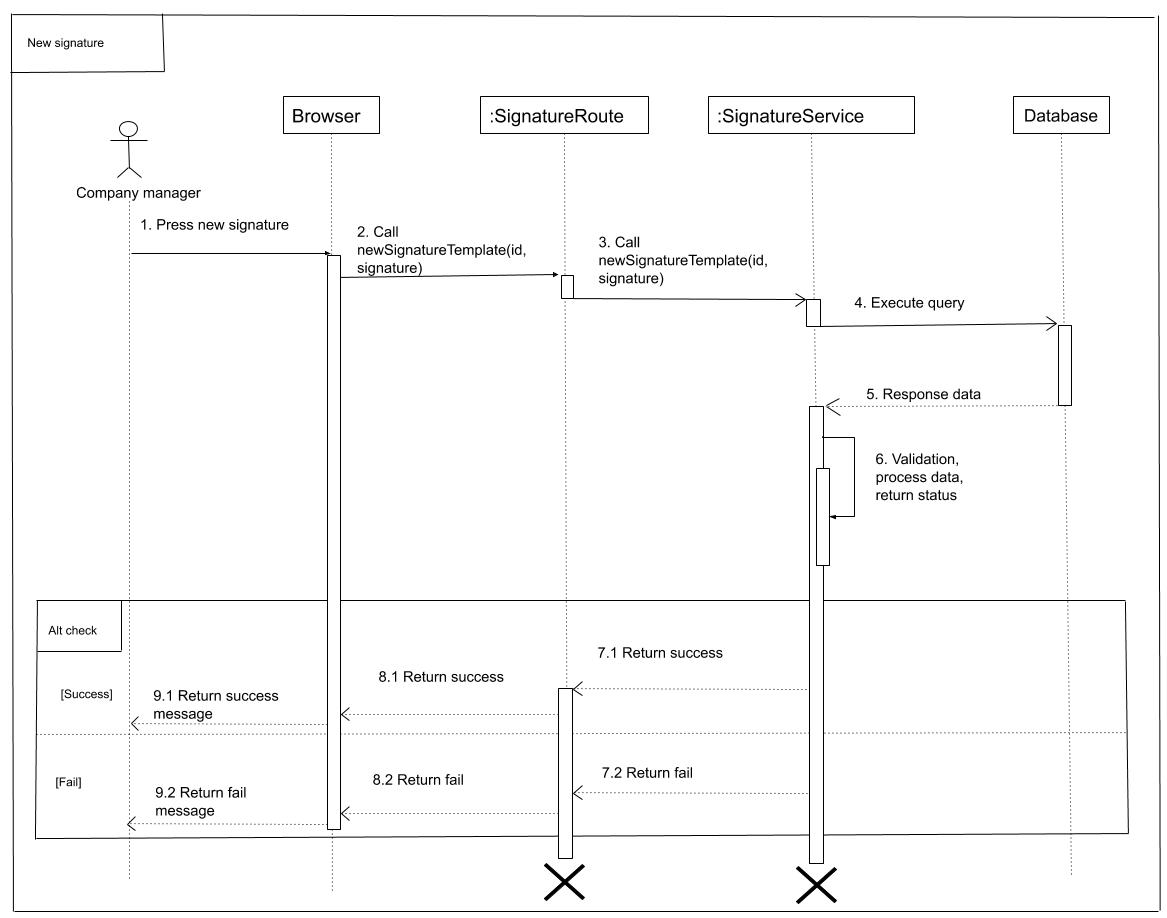 New signature
Browser
:SignatureRoute
:SignatureService
Database
Company manager
1. Press new signature
2. Call
newSignatureTemplate(id,
signature)
3. Call
newSignatureTemplate(id,
signature)
4. Execute query
5. Response data
6. Validation,
process data,
return status
Alt check
7.1 Return success
8.1 Return success
[Success]
9.1 Return success
message
[Fail]
7.2 Return fail
8.2 Return fail
9.2 Return fail
message